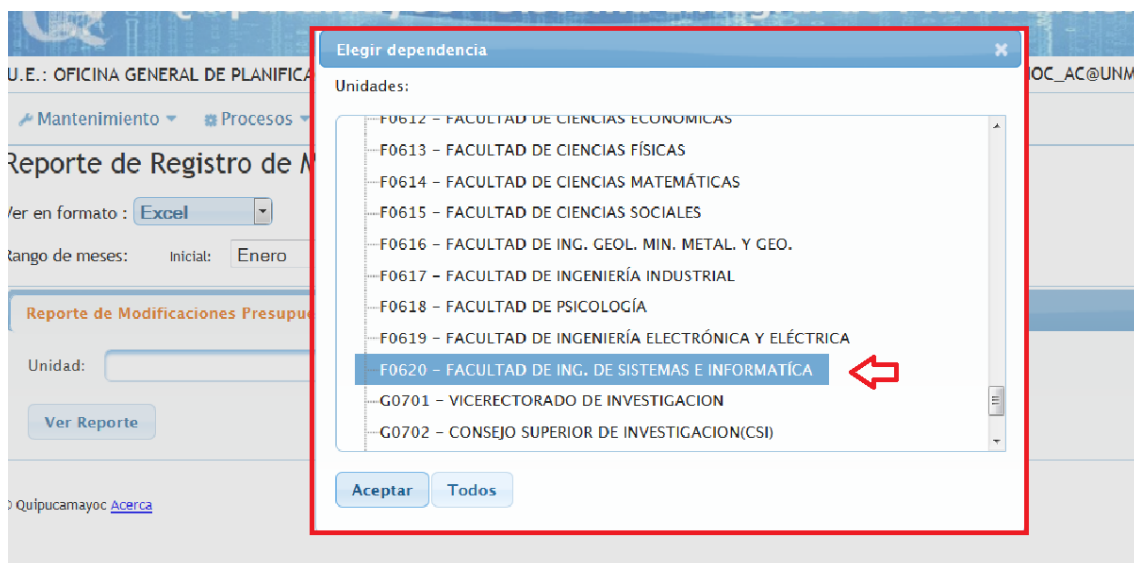 Elegir dependencia
U.E.: OFICINA GENERAL DE PLANIFICA
OC_AC@UNM
Unidades:
Mantenimiento
Procesos
F0612 – FACULTAD DE CIENCIAS ECONOMICAS
F0613 – FACULTAD DE CIENCIAS FÍSICAS
F0614 – FACULTAD DE CIENCIAS MATEMÁTICAS
F0615 – FACULTAD DE CIENCIAS SOCIALES
F0616 – FACULTAD DE ING. GEOL. MIN. METAL. Y GEO.
F0617 – FACULTAD DE INGENIERÍA INDUSTRIAL
F0618 – FACULTAD DE PSICOLOGÍA
F0619 – FACULTAD DE INGENIERÍA ELECTRÓNICA Y ELÉCTRICA
F0620 – FACULTAD DE ING. DE SISTEMAS E INFORMATÍCA
G0701 – VICERECTORADO DE INVESTIGACION
G0702 – CONSEJO SUPERIOR DE INVESTIGACION(CSI)
Aceptar
Todos
Reporte de Registro de M
Ver en formato : Excel
Rango de meses: Inicial: Enero
Reporte de Modificaciones Presupue
Unidad:
Ver Reporte
© Quipucamayoc Acerca